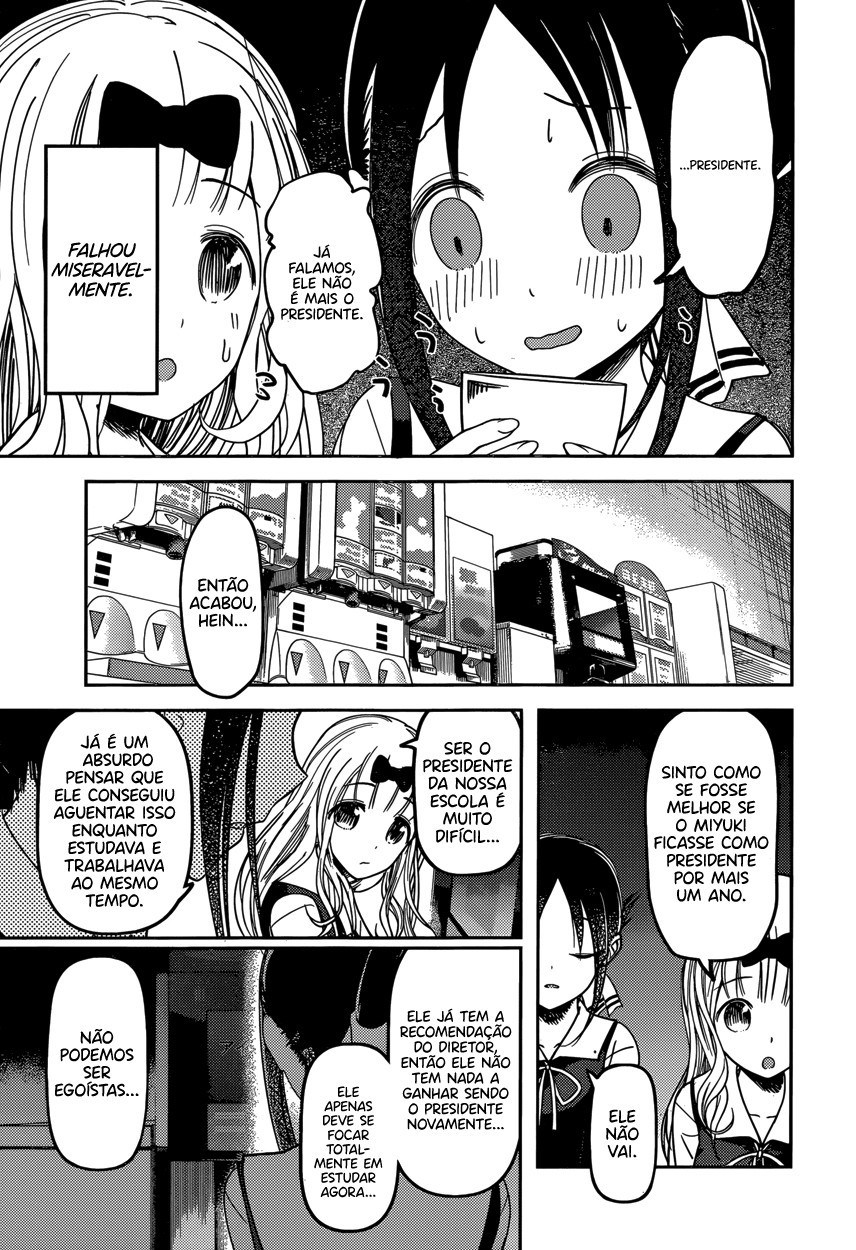 ...PRESIDENTE.
JÁ
FALAMOS,
ELE NÃO
É MAIS O
PRESIDENTE.
FALHOU
MISERAVEL-
MENTE.
ENTÃO
ACABOU,
HEIN...
SINTO COMO
SE FOSSE
MELHOR SE
O MIYUKI
FICASSE COMO
PRESIDENTE
POR MAIS
UM ANO.
ELE
NÃO
VAI.
SER O
PRESIDENTE
DA NOSSA
ESCOLA É
MUITO
DIFÍCIL...
JÁ É UM
ABSURDO
PENSAR QUE
ELE CONSEGUIU
AGUENTAR ISSO
ENQUANTO
ESTUDAVA E
TRABALHAVA
AO MESMO
TEMPO.
ELE JÁ TEM A
RECOMENDAÇÃO
DO DIRETOR,
ENTÃO ELE NÃO
TEM NADA A
GANHAR SENDO
O PRESIDENTE
NOVAMENTE...
ELE
APENAS
DEVE SE
FOCAR
TOTAL-
MENTE EM
ESTUDAR
AGORA...
NÃO
PODEMOS
SER
EGOÍSTAS...